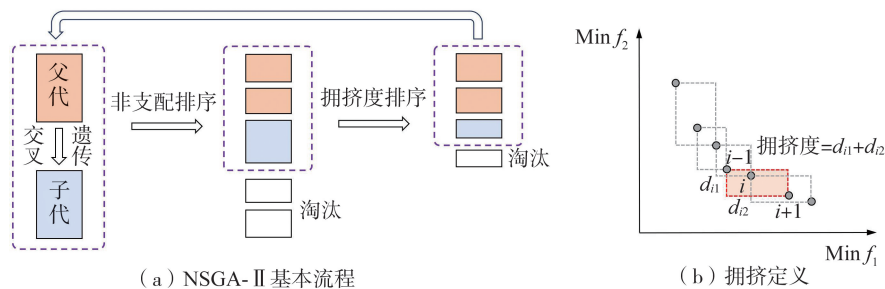 父代
交叉
遗传
子代
非支配排序
淘汰
拥挤度排序
淘汰
(a)NSGA-Ⅱ基本流程
Min f₂
i−1
拥挤度=dᵢ₁+dᵢ₂
dᵢ₁
i
dᵢ₂
i+1
Min f₁
(b)拥挤定义